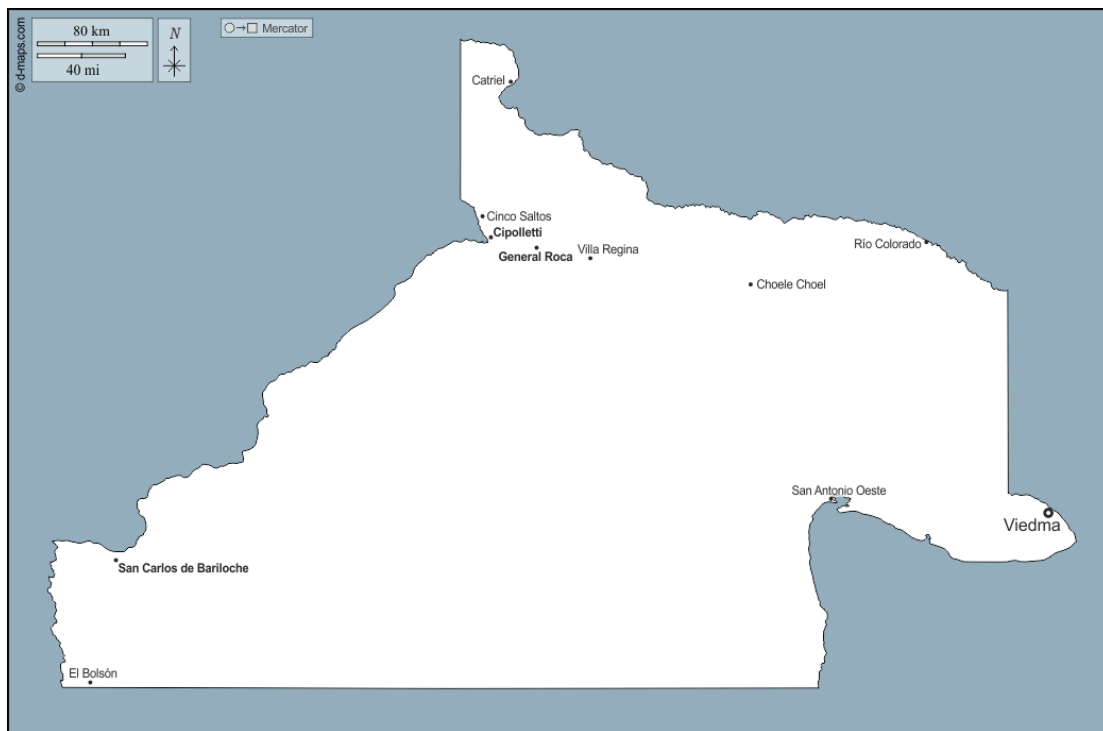 © d-maps.com
80 km
40 mi
N
Mercator
Catriel
Cinco Saltos
Cipolletti
General Roca
Villa Regina
Río Colorado
Choele Choel
San Antonio Oeste
Viedma
San Carlos de Bariloche
El Bolsón